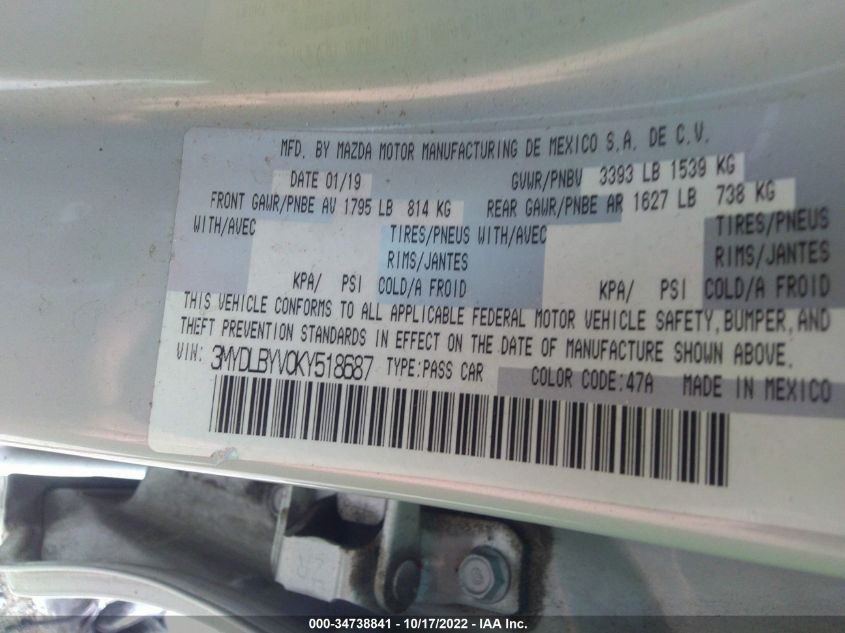 MFD. BY MAZDA MOTOR MANUFACTURING DE MEXICO S.A. DE C.V.
DATE 01/19 GVWR/PNBV 3393 LB 1539 KG
FRONT GAWR/PNBE AV 1795 LB 814 KG REAR GAWR/PNBE AR 1627 LB 738 KG
WITH/AVEC TIRES/PNEUS WITH/AVEC TIRES/PNEUS
RIMS/JANTES RIMS/JANTES
KPA/ PSI COLD/A FROID KPA/ PSI COLD/A FROID
THIS VEHICLE CONFORMS TO ALL APPLICABLE FEDERAL MOTOR VEHICLE SAFETY, BUMPER, AND
THEFT PREVENTION STANDARDS IN EFFECT ON THE DATE OF MANUFACTURE SHOWN ABOVE.
VIN: 3MYDLBYV0KY518687 TYPE:PASS CAR COLOR CODE:47A MADE IN MEXICO
000-34738841 / 10/17/2022 - IAA Inc.